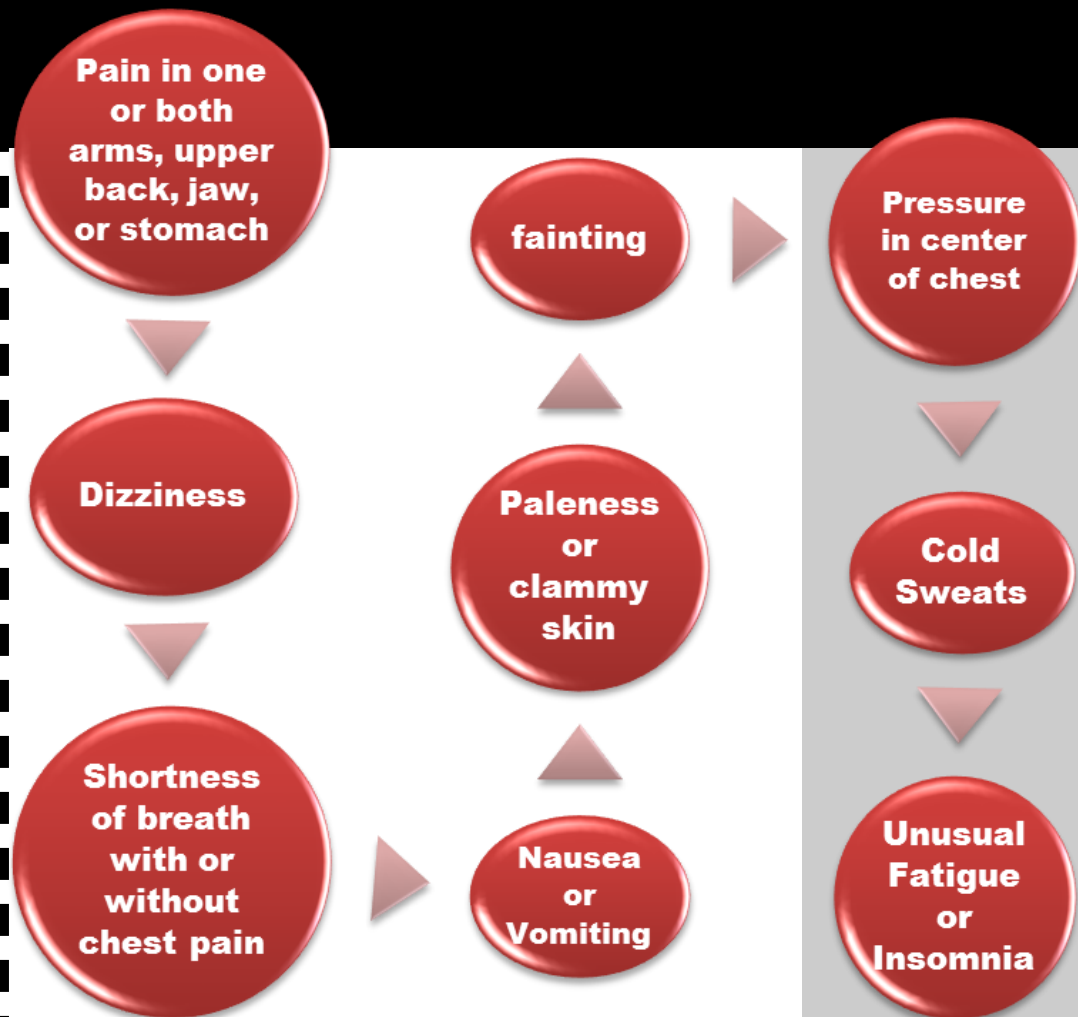 Pain in one
or both
arms, upper
back, jaw,
or stomach
Dizziness
Shortness
of breath
with or
without
chest pain
Nausea
or
Vomiting
Paleness
or
clammy
skin
fainting
Pressure
in center
of chest
Cold
Sweats
Unusual
Fatigue
or
Insomnia